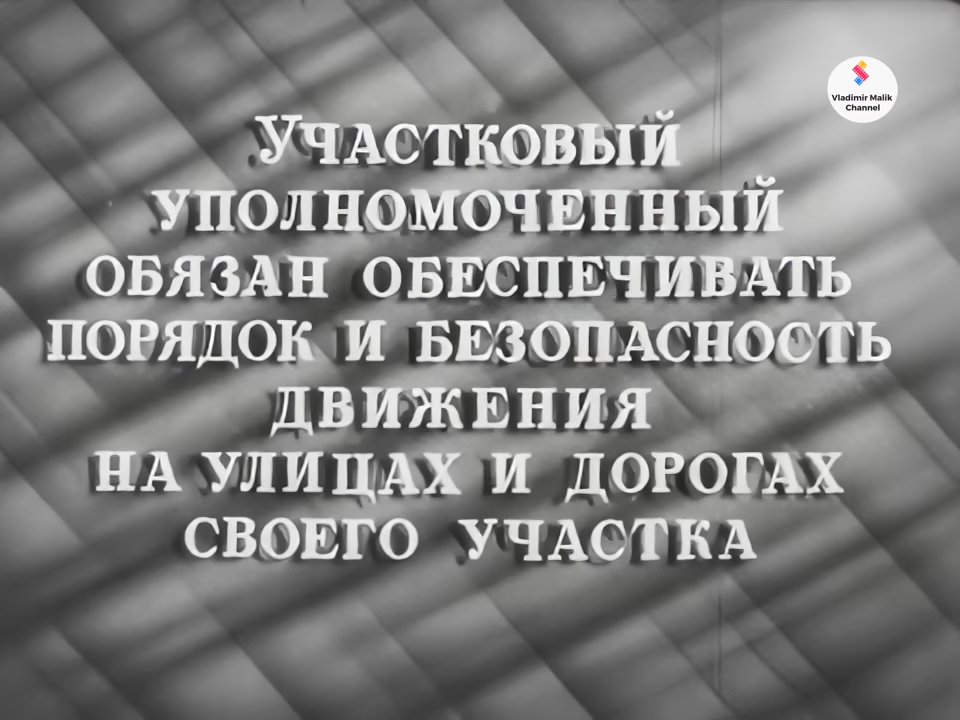 Vladimir Malik
Channel
Участковый
уполномоченный
обязан обеспечивать
порядок и безопасность
движения
на улицах и дорогах
своего участка